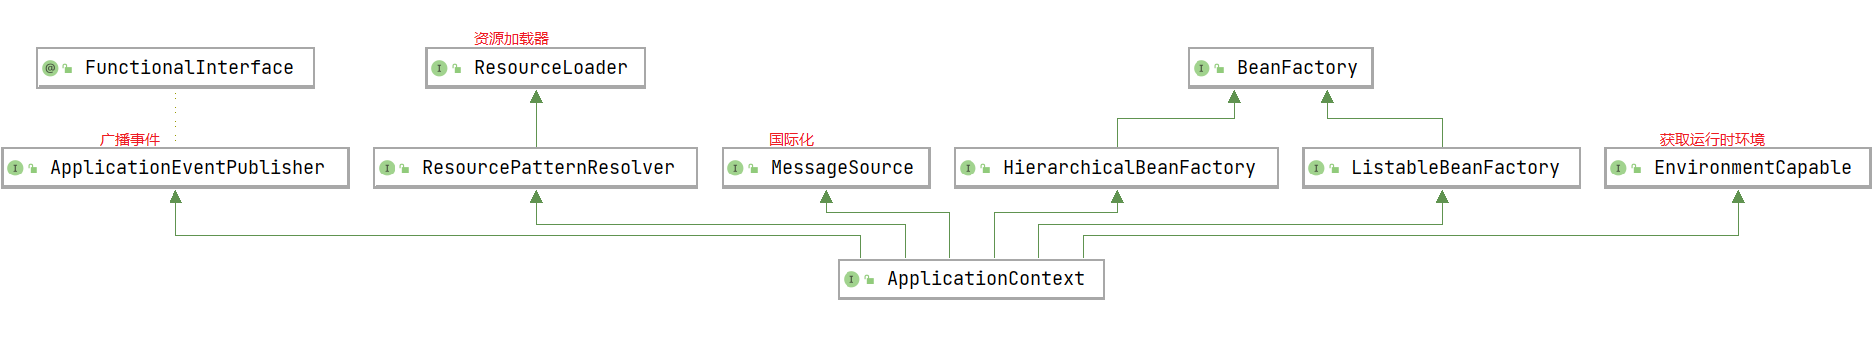 资源加载器
FunctionalInterface
ResourceLoader
BeanFactory
广播事件
国际化
获取运行时环境
ApplicationEventPublisher
ResourcePatternResolver
MessageSource
HierarchicalBeanFactory
ListableBeanFactory
EnvironmentCapable
ApplicationContext